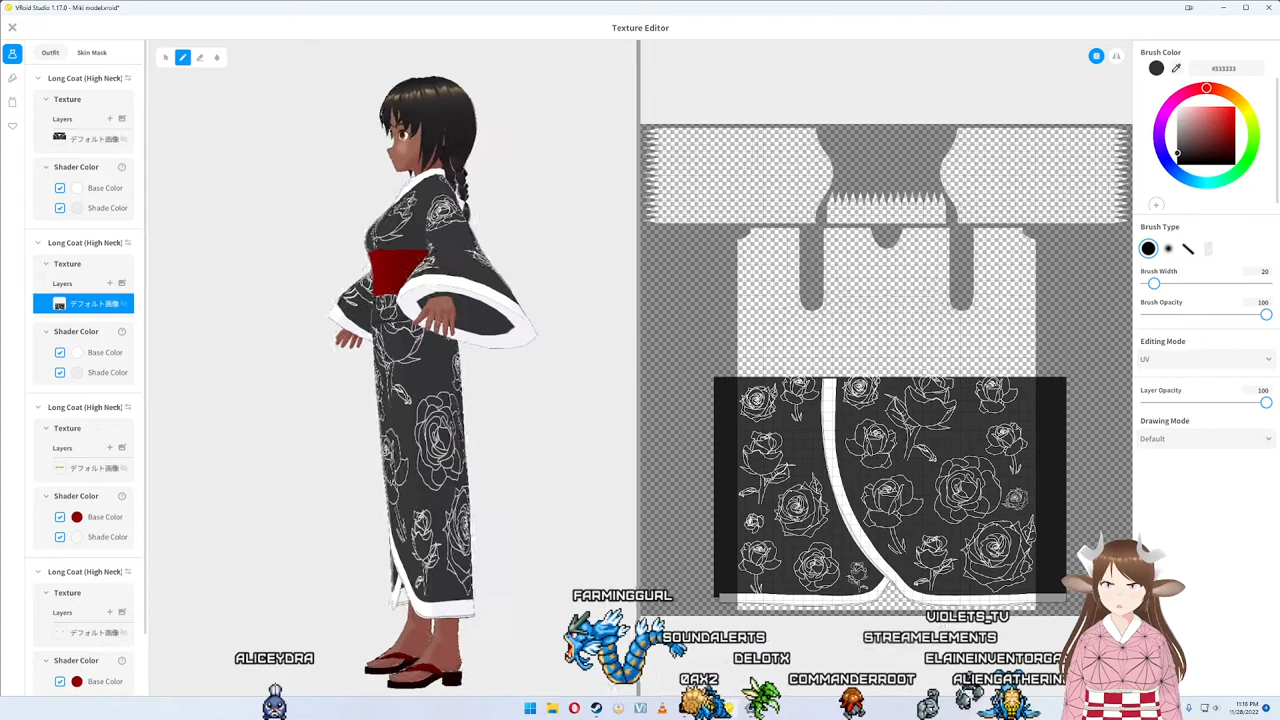 VRoid Studio 1.17.0 - Miki model.vroid*
Texture Editor
Outfit
Skin Mask
Long Coat (High Neck)
Texture
Layers
デフォルト画像
Shader Color
Base Color
Shade Color
Long Coat (High Neck)
Texture
Layers
デフォルト画像
Shader Color
Base Color
Shade Color
Long Coat (High Neck)
Texture
Layers
デフォルト画像
Shader Color
Base Color
Shade Color
Long Coat (High Neck)
Texture
Layers
デフォルト画像
Shader Color
Base Color
Brush Color
#333333
Brush Type
Brush Width
20
Brush Opacity
100
Editing Mode
UV
Layer Opacity
100
Drawing Mode
Default
FARMINGGURL
VIOLETS_TV
SOUNDALERTS
STREAMELEMENTS
ALICEYDRA
DELOTX
ELAINEINVENTORGA
0AXZ
COMMANDERROOT
ALIENGATHERIN
11:16 PM
11/28/2022